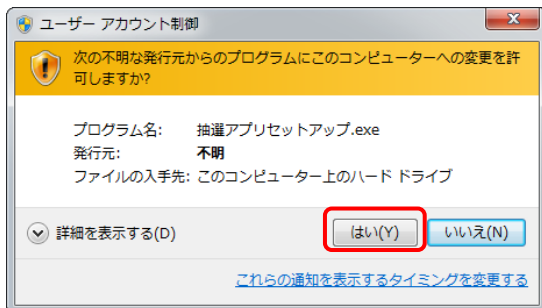 ユーザー アカウント制御
次の不明な発行元からのプログラムにこのコンピューターへの変更を許
可しますか?
プログラム名: 抽選アプリセットアップ.exe
発行元: 不明
ファイルの入手先: このコンピューター上のハード ドライブ
詳細を表示する(D) はい(Y) いいえ(N)
これらの通知を表示するタイミングを変更する